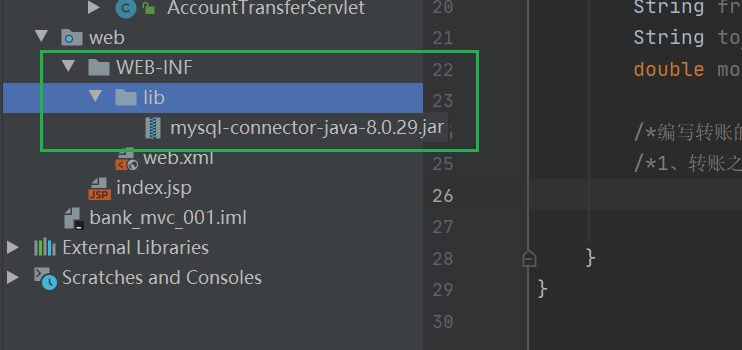 AccountTransferServlet
web
WEB-INF
lib
mysql-connector-java-8.0.29.jar
web.xml
JSP index.jsp
bank_mvc_001.iml
External Libraries
Scratches and Consoles
20 String fr
21 String to
22 double mo
23
/*编写转账的
25 /*1、转账之
26
27
28 }
29 }
30